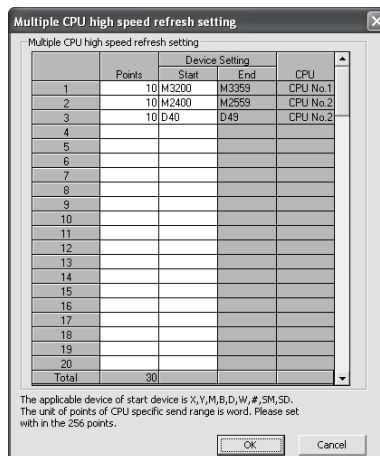 Multiple CPU high speed refresh setting
Multiple CPU high speed refresh setting
Device Setting
Points Start End CPU
1 10 M3200 M3359 CPU No.1
2 10 M2400 M2559 CPU No.2
3 10 D40 D49 CPU No.2
4
5
6
7
8
9
10
11
12
13
14
15
16
17
18
19
20
Total 30
The applicable device of start device is X,Y,M,B,D,W,#,SM,SD.
The unit of points of CPU specific send range is word. Please set
with in the 256 points.
OK Cancel